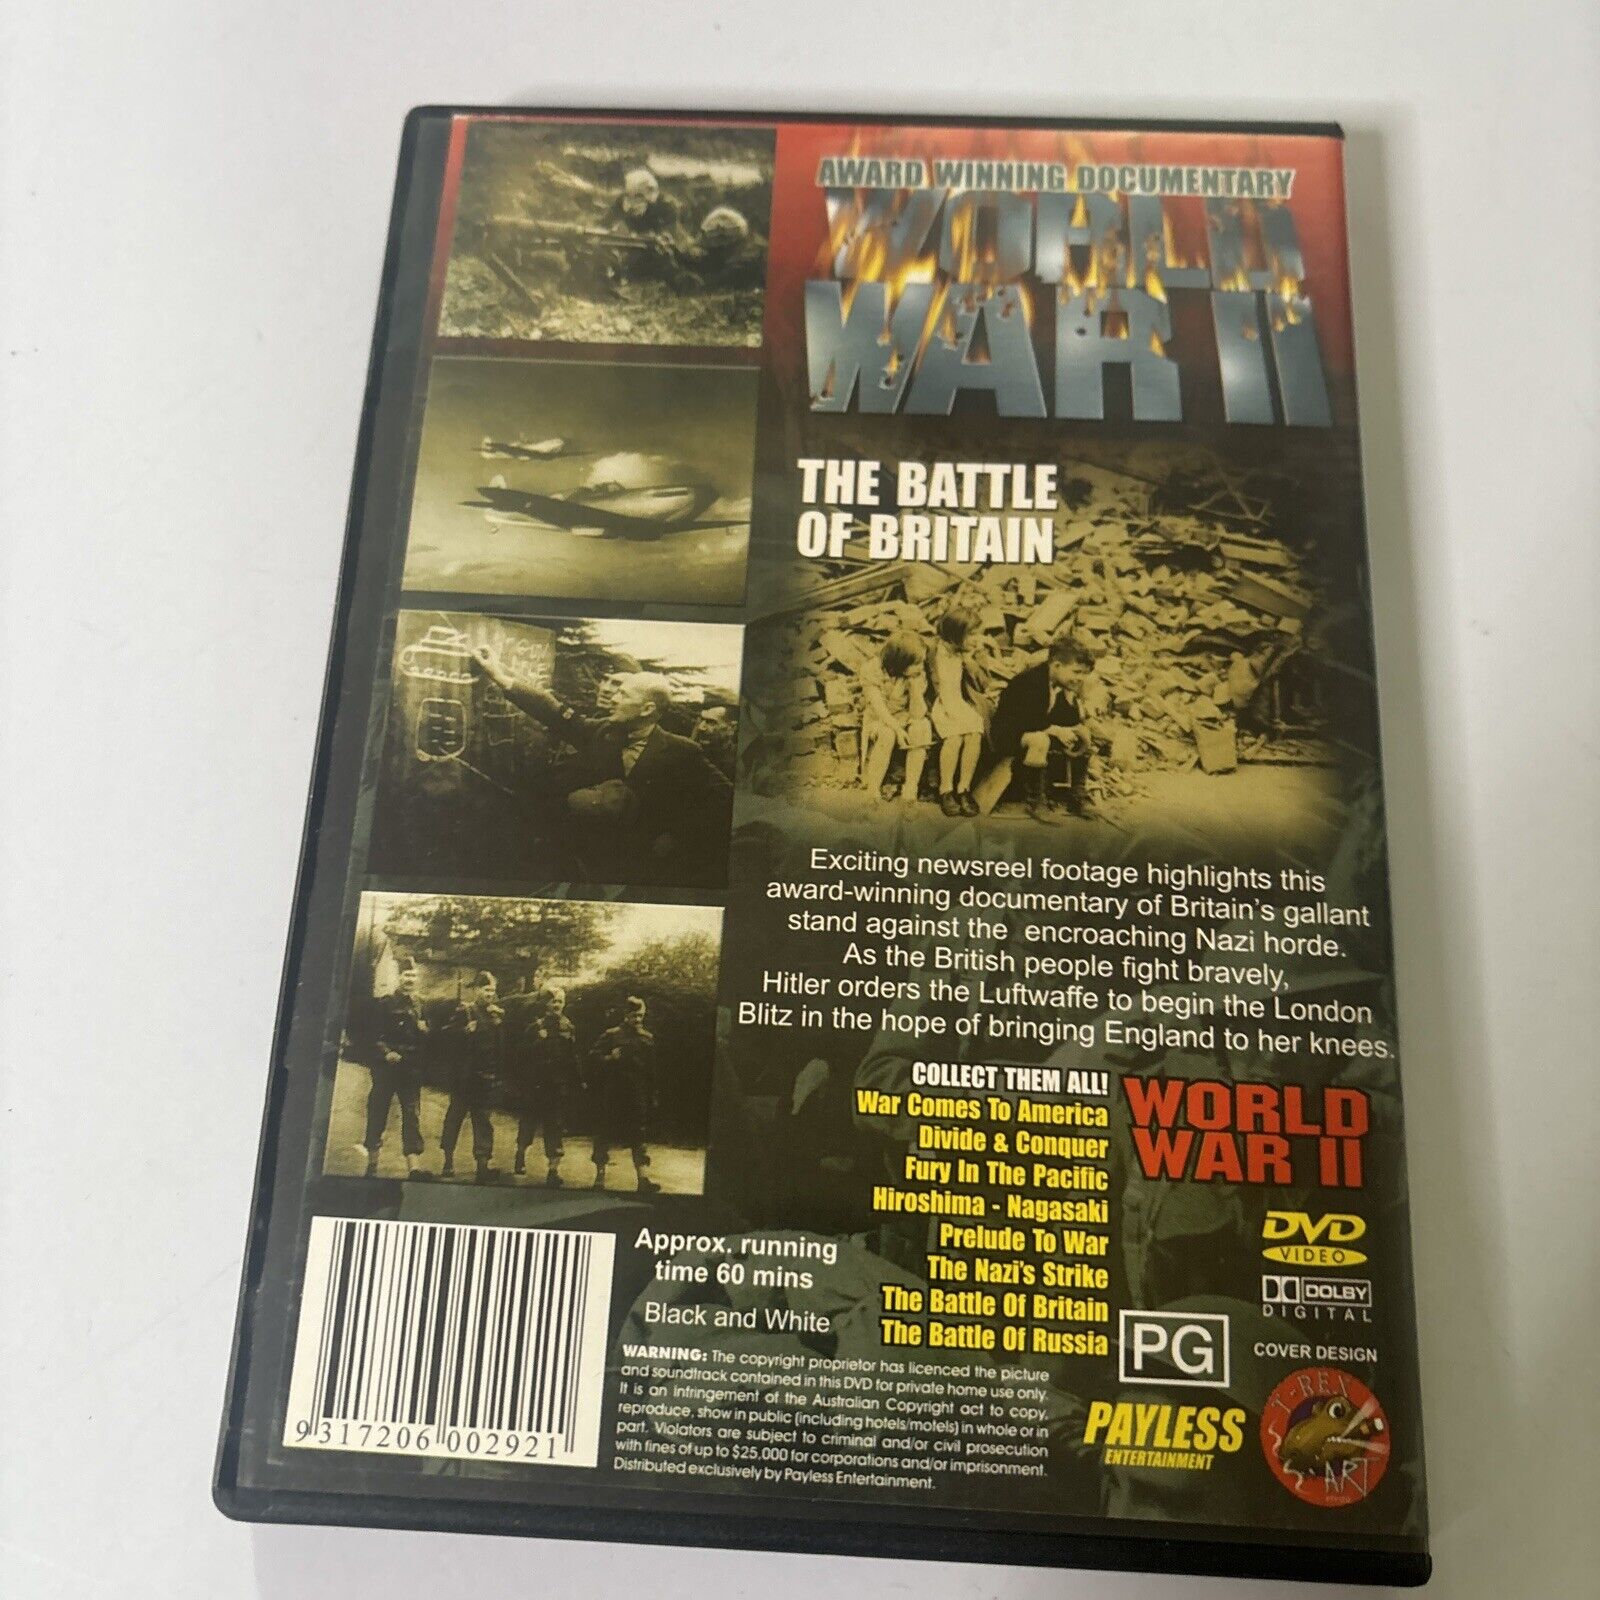 AWARD WINNING DOCUMENTARY
WORLD
WAR II
THE BATTLE
OF BRITAIN
Exciting newsreel footage highlights this
award-winning documentary of Britain's gallant
stand against the encroaching Nazi horde.
As the British people fight bravely,
Hitler orders the Luftwaffe to begin the London
Blitz in the hope of bringing England to her knees.
COLLECT THEM ALL!
War Comes To America
Divide & Conquer
Fury In The Pacific
Hiroshima - Nagasaki
Prelude To War
The Nazi's Strike
The Battle Of Britain
The Battle Of Russia
WORLD
WAR II
DVD
VIDEO
DOLBY
DIGITAL
PG
COVER DESIGN
T-REX
ART
PAYLESS
ENTERTAINMENT
Approx. running
time 60 mins
Black and White
WARNING: The copyright proprietor has licenced the picture
and soundtrack contained in this DVD for private home use only.
It is an infringement of the Australian Copyright act to copy,
reproduce, show in public (including hotels/motels) in whole or in
part. Violators are subject to criminal and/or civil prosecution
with fines of up to $25,000 for corporations and/or imprisonment.
Distributed exclusively by Payless Entertainment.
9 317206 002921